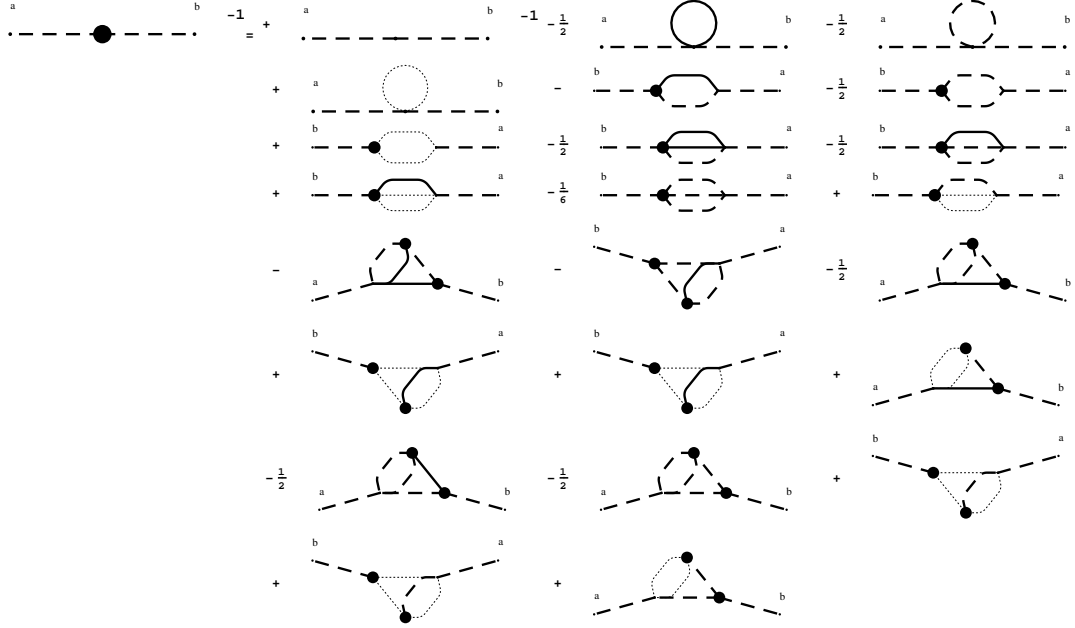 a b -1 = + a b -1 - 1/2 a b - 1/2 a b
+ a b - b a - 1/2 b a
+ b a - 1/2 b a - 1/2 b a
+ b a - 1/6 b a + b a
- a b - b a - 1/2 a b
+ b a + b a + a b
- 1/2 a b - 1/2 a b + b a
+ b a + a b